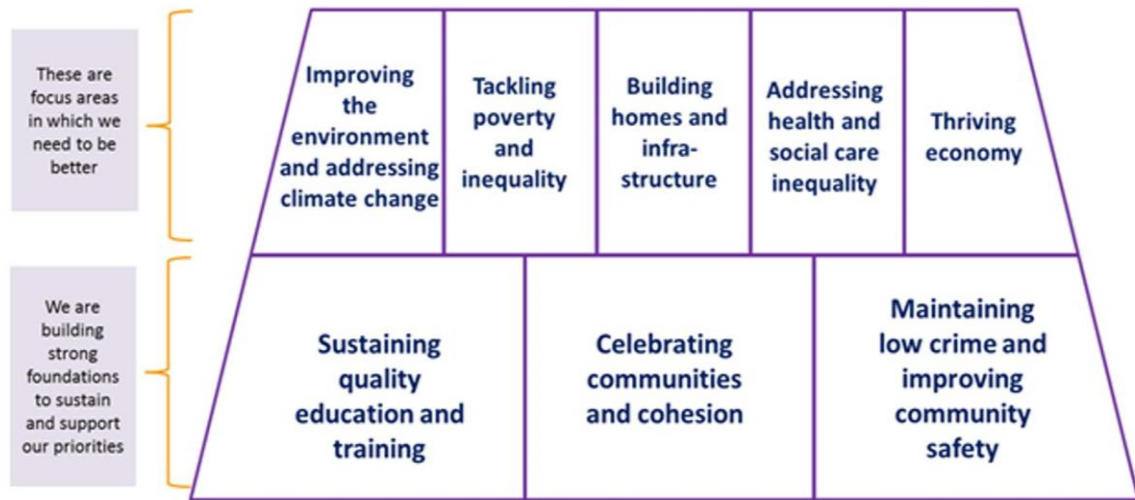 These are
focus areas
in which we
need to be
better
Improving
the
environment
and addressing
climate change
Tackling
poverty
and
inequality
Building
homes and
infra-
structure
Addressing
health and
social care
inequality
Thriving
economy
We are
building
strong
foundations
to sustain
and support
our priorities
Sustaining
quality
education and
training
Celebrating
communities
and cohesion
Maintaining
low crime and
improving
community
safety